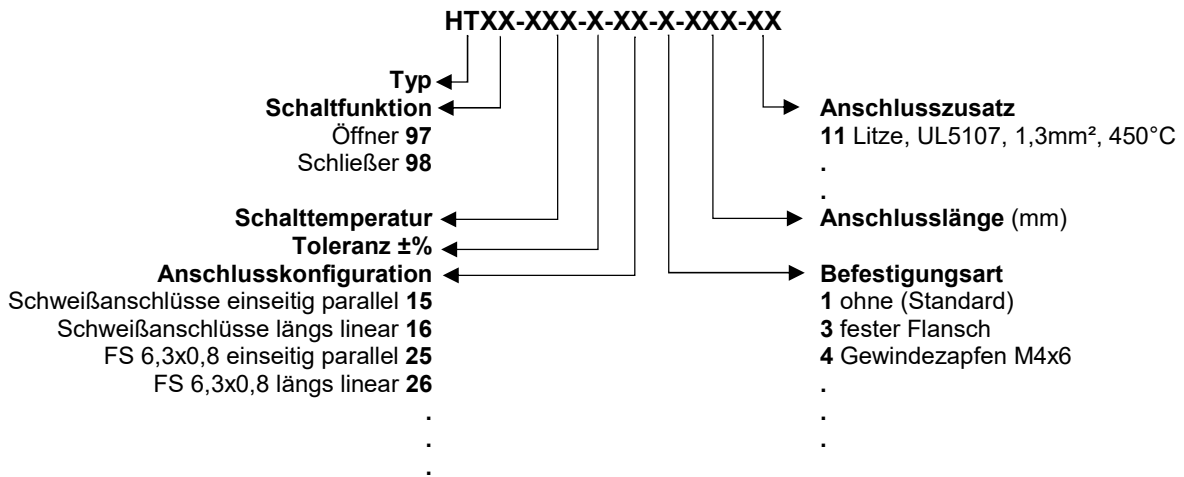 HTXX-XXX-X-XX-X-XXX-XX
Typ
Schaltfunktion
Öffner 97
Schließer 98
Schalttemperatur
Toleranz ±%
Anschlusskonfiguration
Schweißanschlüsse einseitig parallel 15
Schweißanschlüsse längs linear 16
FS 6,3x0,8 einseitig parallel 25
FS 6,3x0,8 längs linear 26
.
.
.
Anschlusszusatz
11 Litze, UL5107, 1,3mm², 450°C
.
.
Anschlusslänge (mm)
Befestigungsart
1 ohne (Standard)
3 fester Flansch
4 Gewindezapfen M4x6
.
.
.